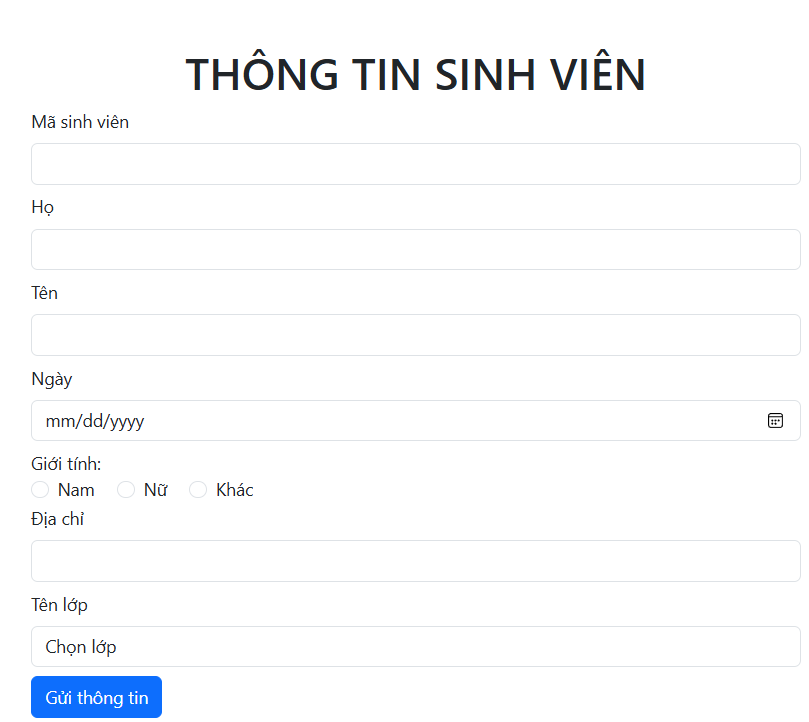 THÔNG TIN SINH VIÊN
Mã sinh viên
Họ
Tên
Ngày
mm/dd/yyyy
Giới tính:
Nam Nữ Khác
Địa chỉ
Tên lớp
Chọn lớp
Gửi thông tin